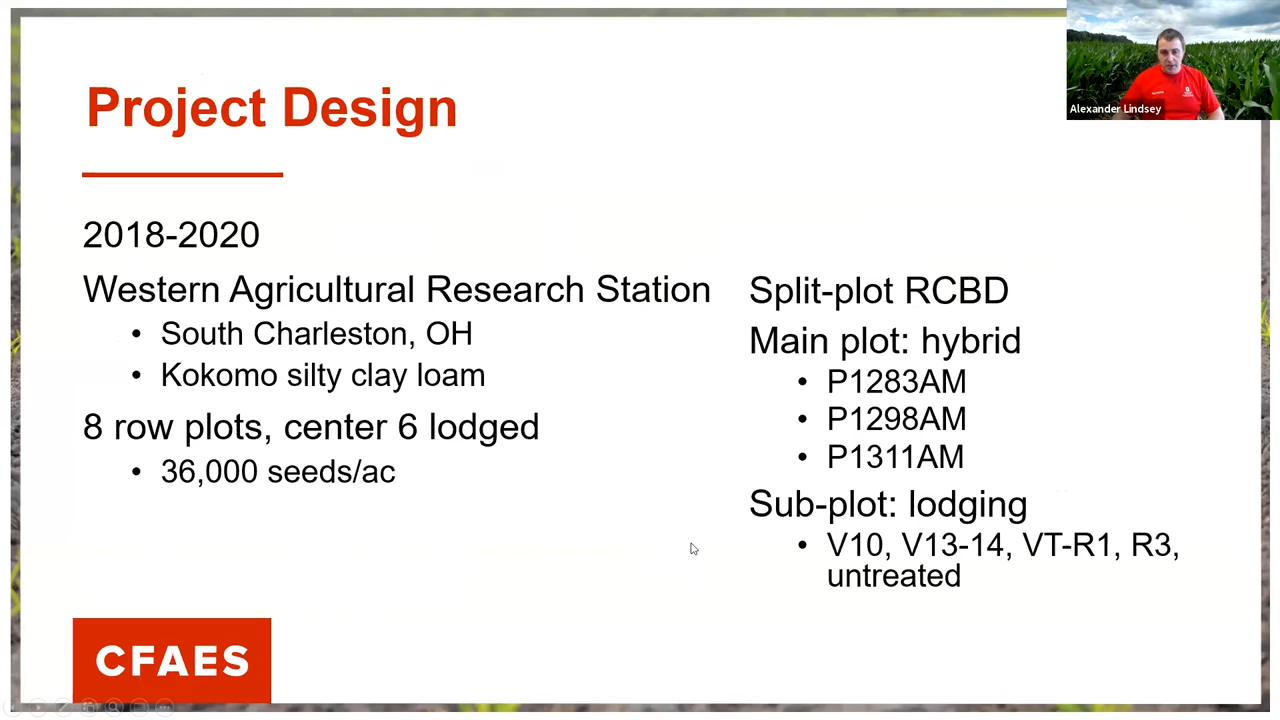 Project Design
Alexander Lindsey
2018-2020
Western Agricultural Research Station
• South Charleston, OH
• Kokomo silty clay loam
8 row plots, center 6 lodged
• 36,000 seeds/ac
Split-plot RCBD
Main plot: hybrid
• P1283AM
• P1298AM
• P1311AM
Sub-plot: lodging
• V10, V13-14, VT-R1, R3,
untreated
CFAES